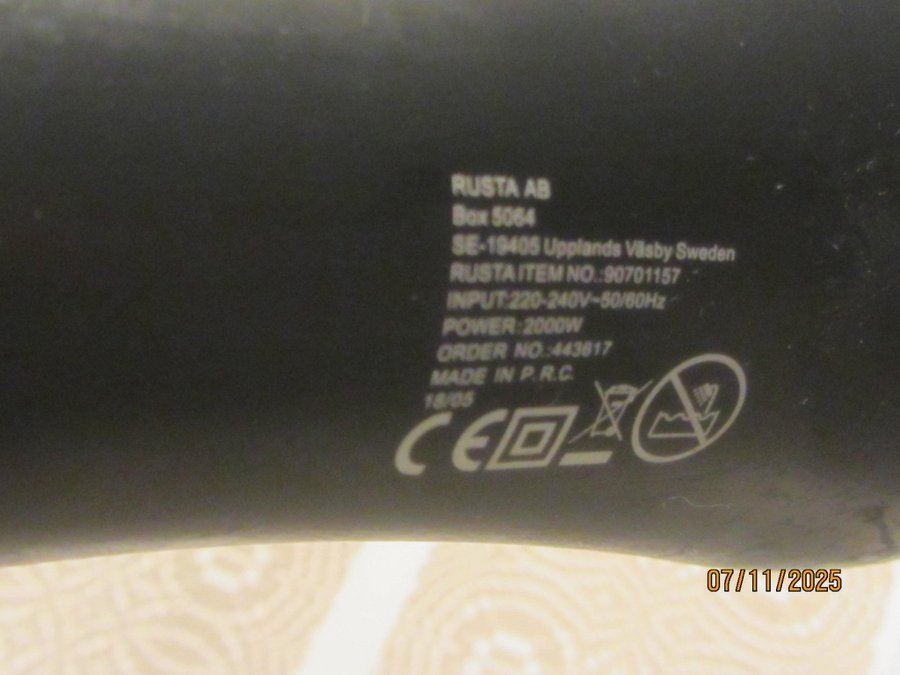 RUSTA AB
Box 5064
SE-19405 Upplands Väsby Sweden
RUSTA ITEM NO.:90701157
INPUT:220-240V~50/60Hz
POWER:2000W
ORDER NO.:443617
MADE IN P.R.C.
18/05
CE
07/11/2025